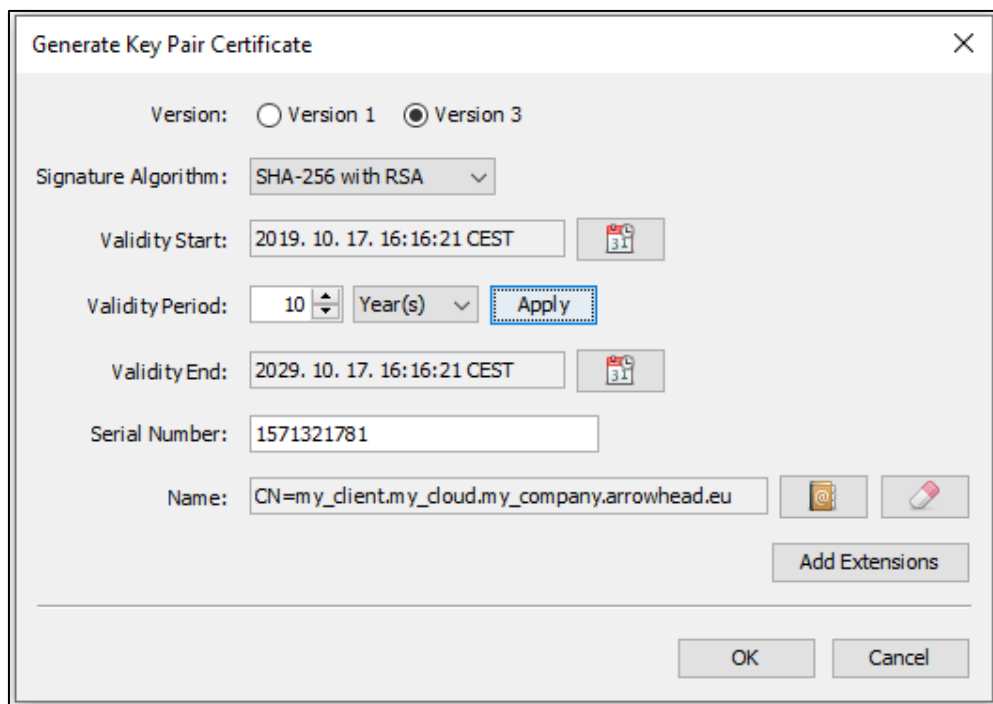 Generate Key Pair Certificate
Version: Version 1 Version 3
Signature Algorithm: SHA-256 with RSA
Validity Start: 2019. 10. 17. 16:16:21 CEST
31
Validity Period: 10 Year(s) Apply
Validity End: 2029. 10. 17. 16:16:21 CEST
31
Serial Number: 1571321781
Name: CN=my_client.my_cloud.my_company.arrowhead.eu @
Add Extensions
OK Cancel